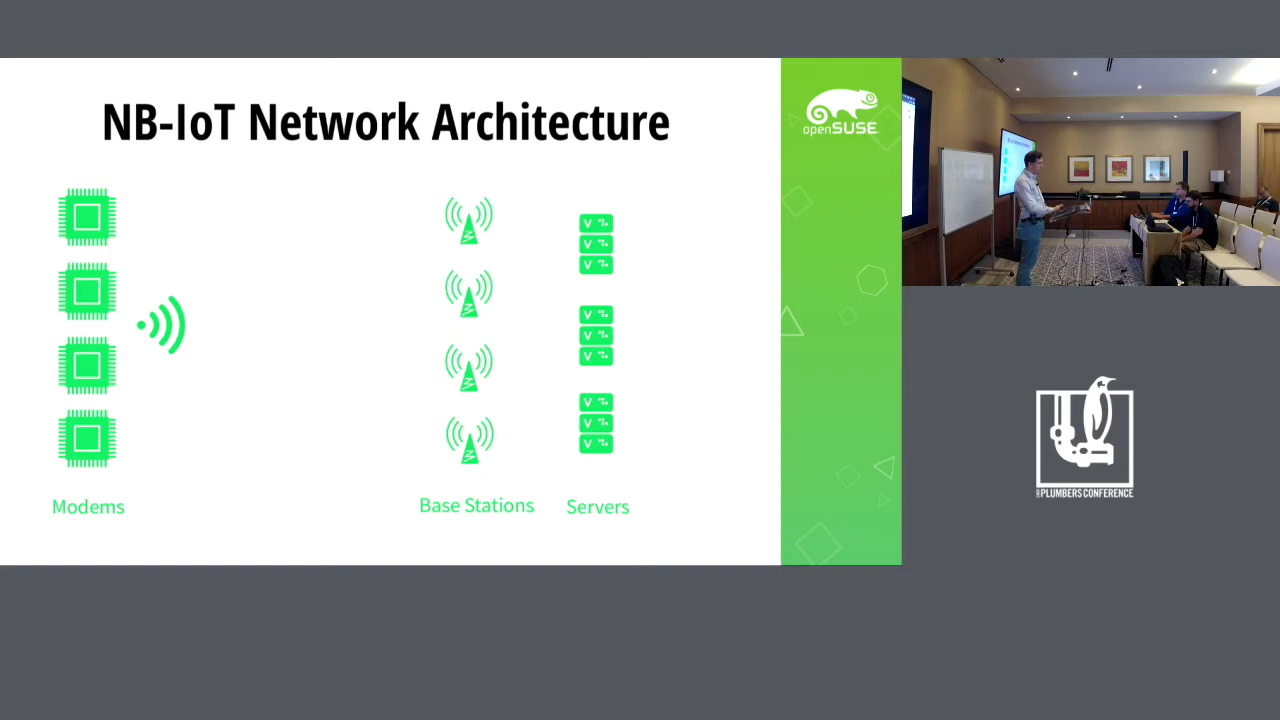 NB-IoT Network Architecture
openSUSE
Modems
Base Stations
Servers
PLUMBERS CONFERENCE